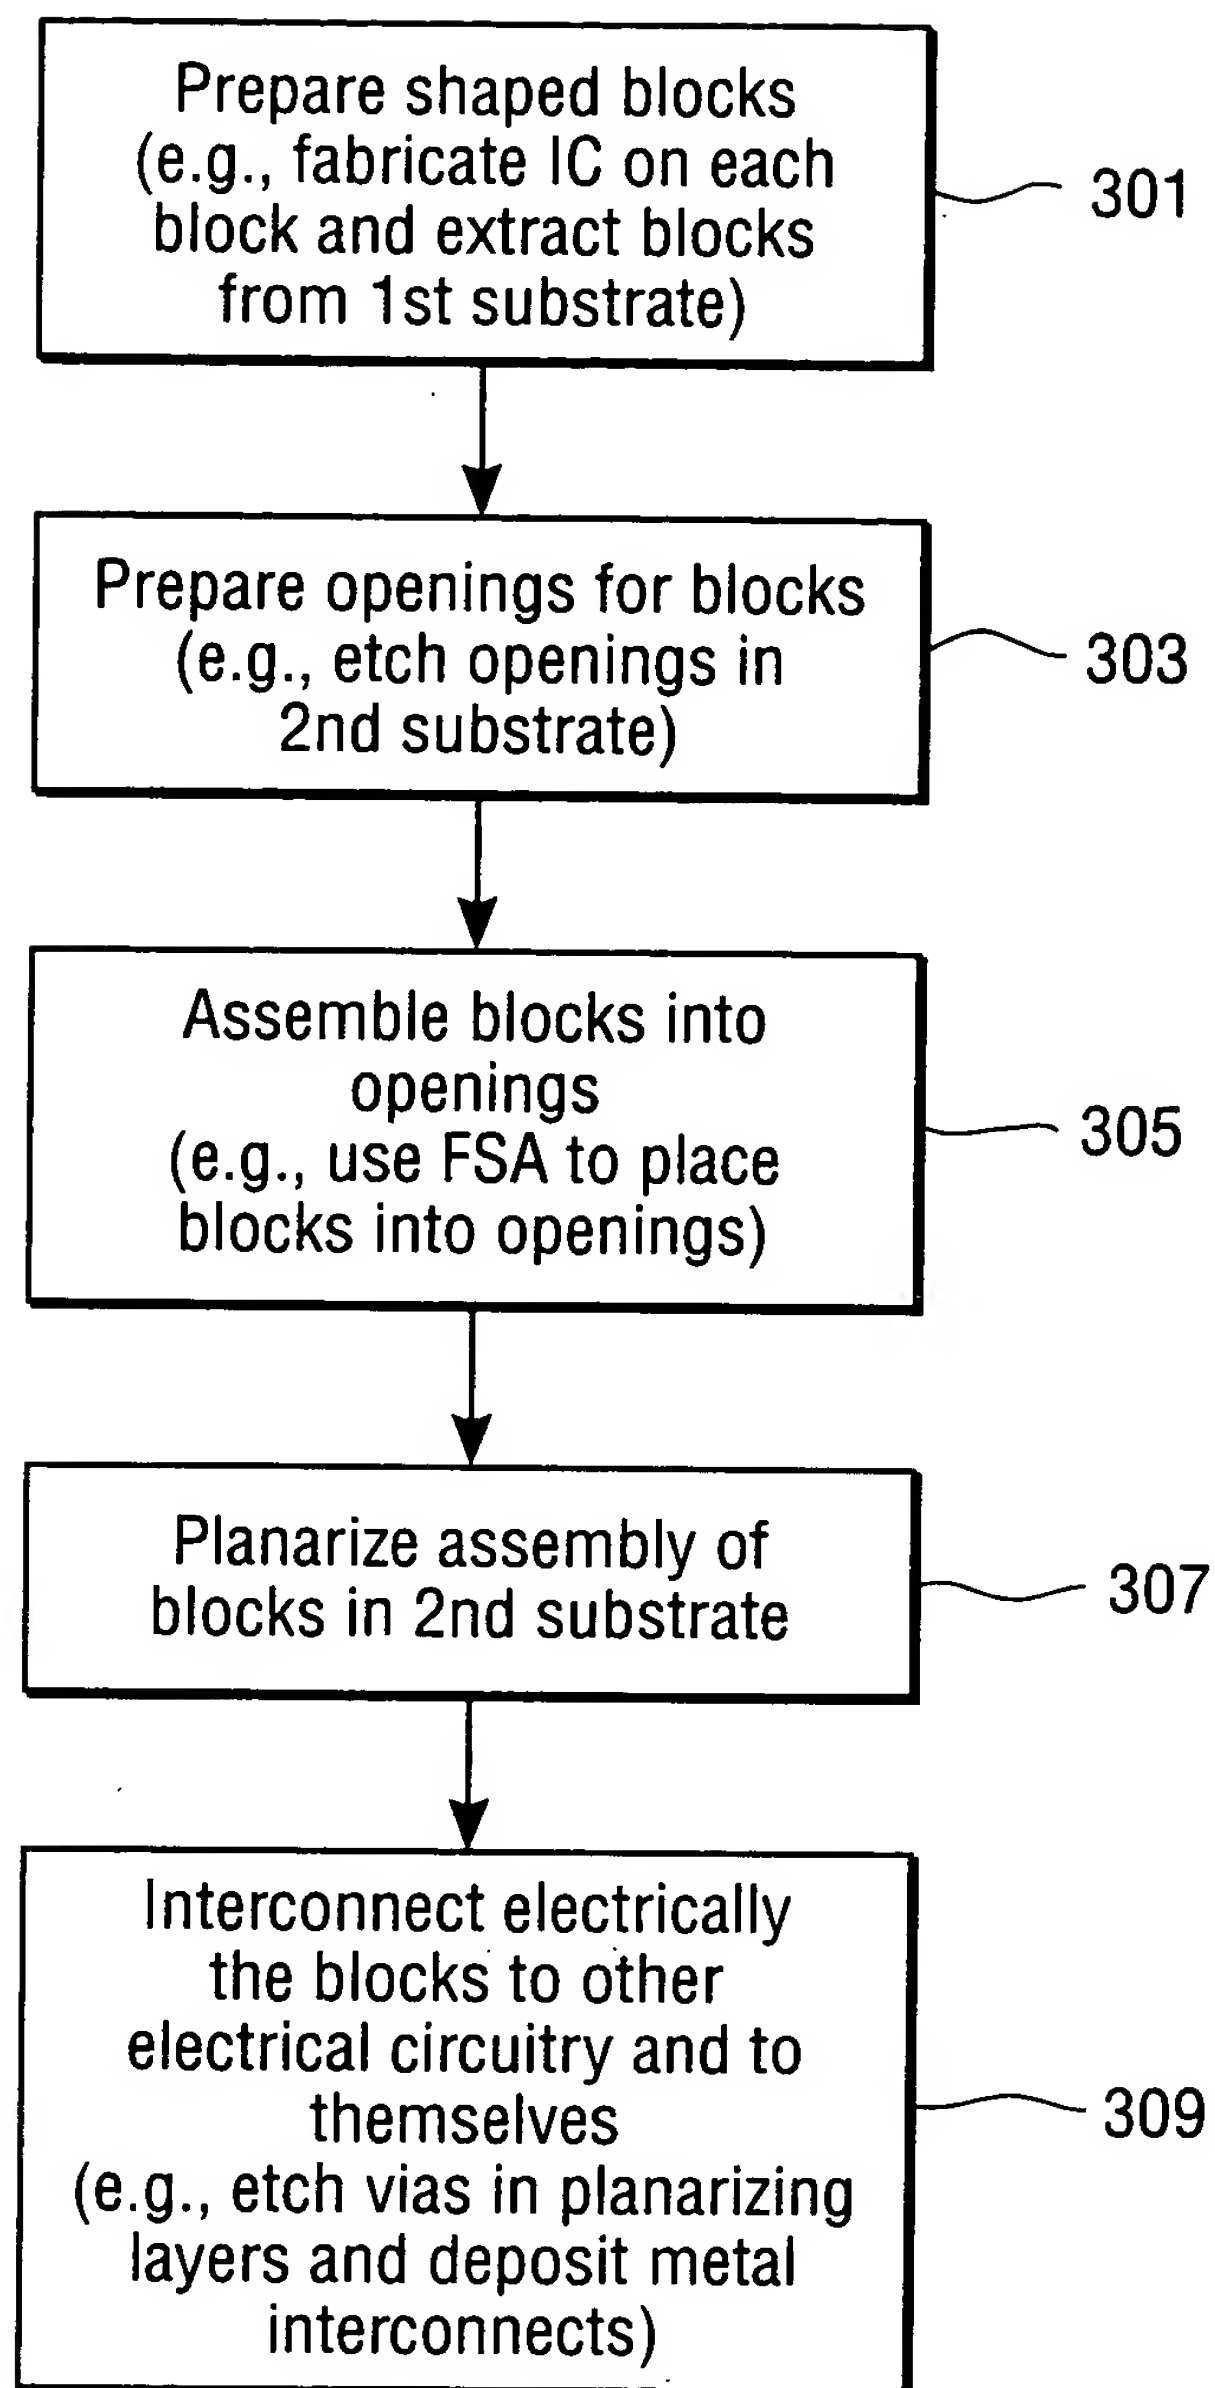 Prepare shaped blocks
(e.g., fabricate IC on each
block and extract blocks
from 1st substrate)
301
Prepare openings for blocks
(e.g., etch openings in
2nd substrate)
303
Assemble blocks into
openings
(e.g., use FSA to place
blocks into openings)
305
Planarize assembly of
blocks in 2nd substrate
307
Interconnect electrically
the blocks to other
electrical circuitry and to
themselves
(e.g., etch vias in planarizing
layers and deposit metal
interconnects)
309